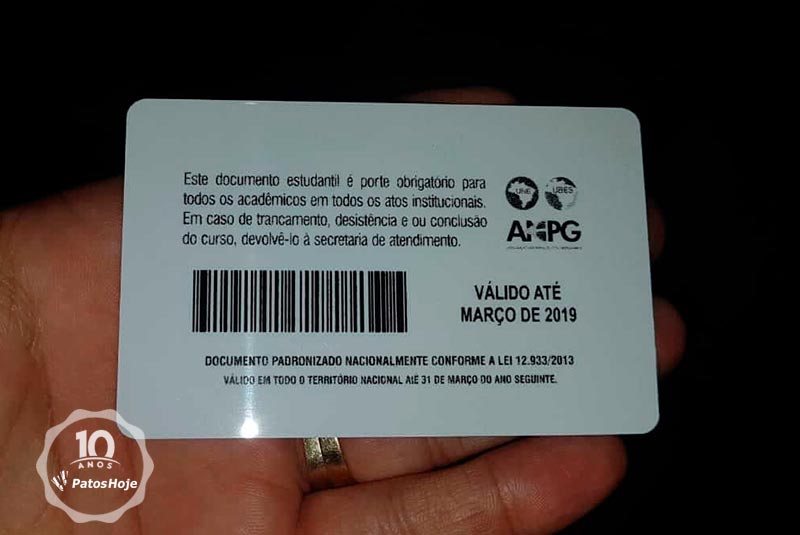 Este documento estudantil é porte obrigatório para
todos os acadêmicos em todos os atos institucionais.
Em caso de trancamento, desistência e ou conclusão
do curso, devolvê-lo à secretaria de atendimento.
UNE UBES
ANPG
VÁLIDO ATÉ
MARÇO DE 2019
DOCUMENTO PADRONIZADO NACIONALMENTE CONFORME A LEI 12.933/2013
VÁLIDO EM TODO O TERRITÓRIO NACIONAL ATÉ 31 DE MARÇO DO ANO SEGUINTE.
10
ANOS
PatosHoje